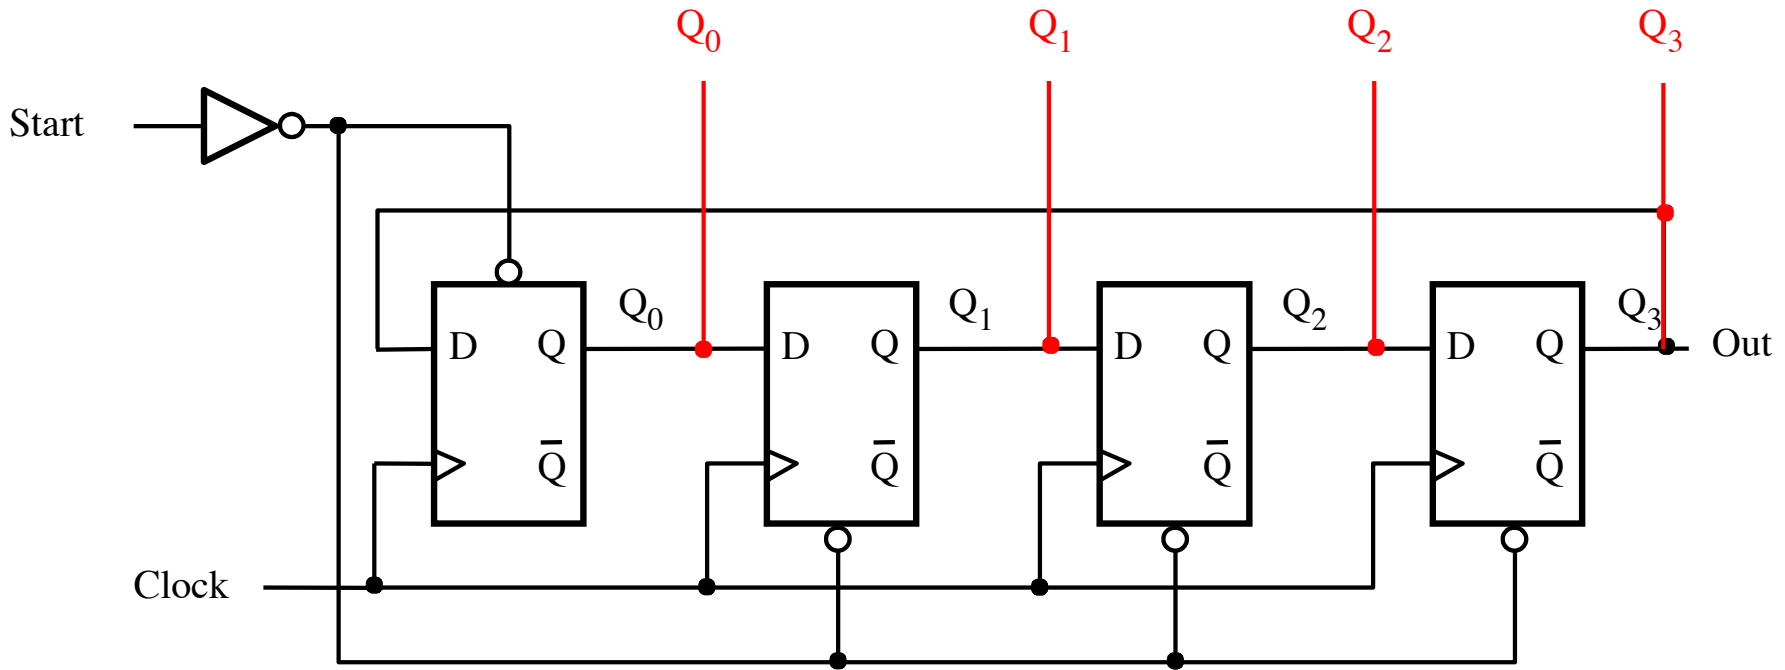 Q₀ Q₁ Q₂ Q₃
Start
Q₀ Q₁ Q₂ Q₃
D Q D Q D Q D Q Out
Q̅ Q̅ Q̅ Q̅
Clock